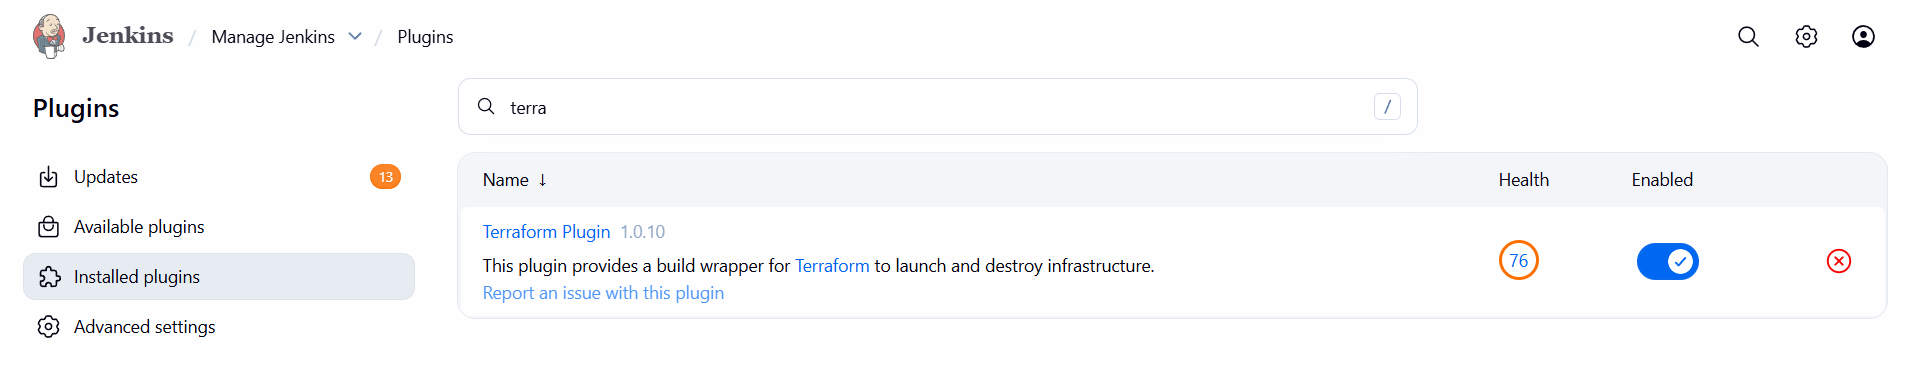 Jenkins / Manage Jenkins / Plugins
Plugins
terra /
Updates 13
Available plugins
Installed plugins
Advanced settings
Name ↓ Health Enabled
Terraform Plugin 1.0.10
This plugin provides a build wrapper for Terraform to launch and destroy infrastructure.
Report an issue with this plugin
76